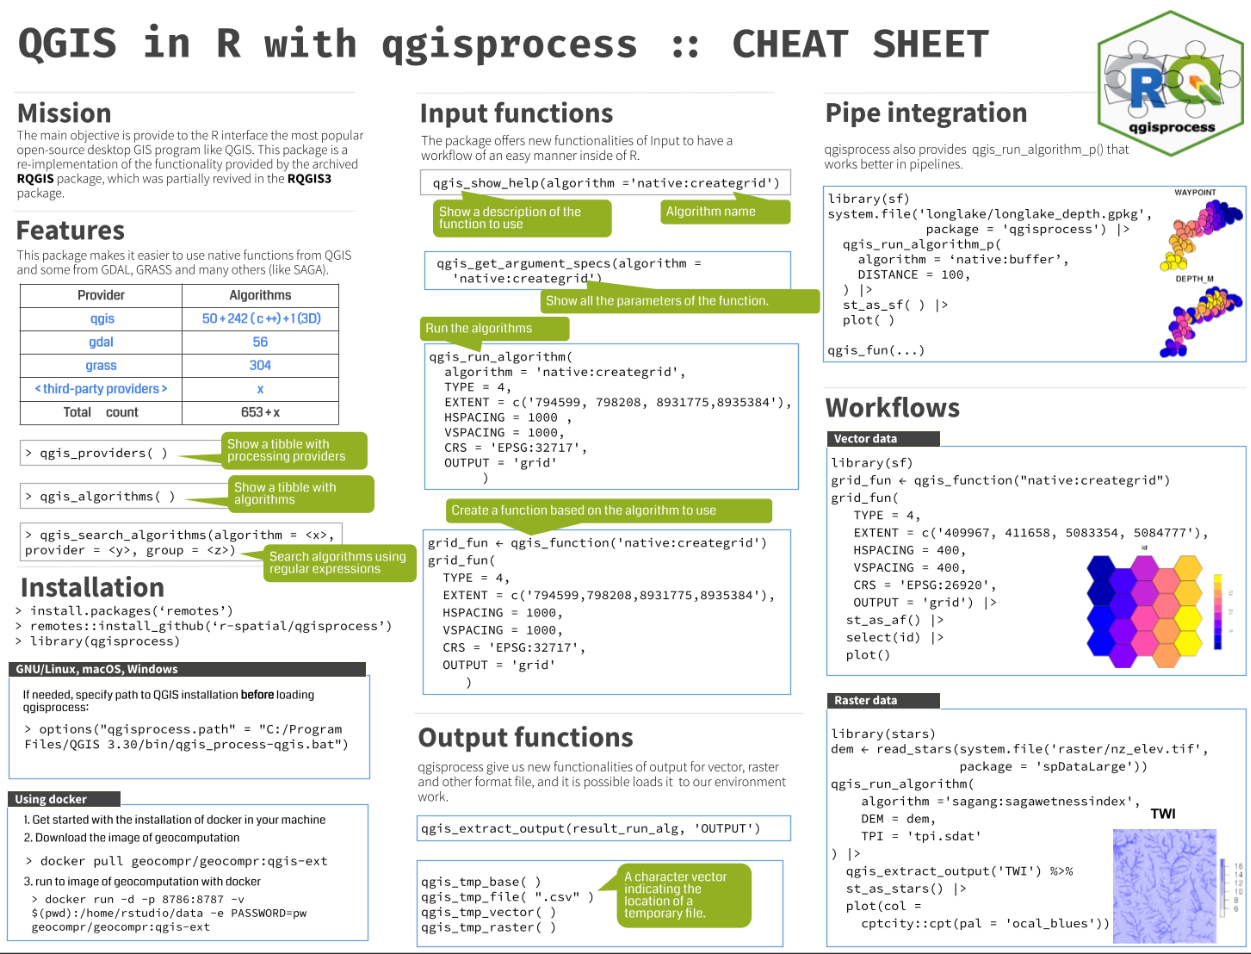 QGIS in R with qgisprocess :: CHEAT SHEET
qgisprocess
Mission
The main objective is provide to the R interface the most popular
open-source desktop GIS program like QGIS. This package is a
re-implementation of the functionality provided by the archived
RQGIS package, which was partially revived in the RQGIS3
package.
Features
This package makes it easier to use native functions from QGIS
and some from GDAL, GRASS and many others (like SAGA).
Provider Algorithms
qgis 50+242 (c++)+1(3D)
gdal 56
grass 304
<third-party providers> x
Total count 653+x
> qgis_providers( )
Show a tibble with
processing providers
> qgis_algorithms( )
Show a tibble with
algorithms
> qgis_search_algorithms(algorithm = <x>,
provider = <y>, group = <z>)
Search algorithms using
regular expressions
Installation
> install.packages(‘remotes’)
> remotes::install_github(‘r-spatial/qgisprocess’)
> library(qgisprocess)
GNU/Linux, macOS, Windows
If needed, specify path to QGIS installation before loading
qgisprocess:
> options("qgisprocess.path" = "C:/Program
Files/QGIS 3.30/bin/qgis_process-qgis.bat")
Using docker
1. Get started with the installation of docker in your machine
2. Download the image of geocomputation
> docker pull geocompr/geocompr:qgis-ext
3. run to image of geocomputation with docker
> docker run -d -p 8786:8787 -v
$(pwd):/home/rstudio/data -e PASSWORD=pw
geocompr/geocompr:qgis-ext
Input functions
The package offers new functionalities of Input to have a
workflow of an easy manner inside of R.
qgis_show_help(algorithm ='native:creategrid')
Show a description of the
function to use
Algorithm name
qgis_get_argument_specs(algorithm =
'native:creategrid')
Show all the parameters of the function.
Run the algorithms
qgis_run_algorithm(
algorithm = 'native:creategrid',
TYPE = 4,
EXTENT = c('794599, 798208, 8931775,8935384'),
HSPACING = 1000 ,
VSPACING = 1000,
CRS = 'EPSG:32717',
OUTPUT = 'grid'
)
Create a function based on the algorithm to use
grid_fun ← qgis_function('native:creategrid')
grid_fun(
TYPE = 4,
EXTENT = c('794599,798208,8931775,8935384'),
HSPACING = 1000,
VSPACING = 1000,
CRS = 'EPSG:32717',
OUTPUT = 'grid'
)
Output functions
qgisprocess give us new functionalities of output for vector, raster
and other format file, and it is possible loads it to our environment
work.
qgis_extract_output(result_run_alg, 'OUTPUT')
qgis_tmp_base( )
qgis_tmp_file( ".csv" )
qgis_tmp_vector( )
qgis_tmp_raster( )
A character vector
indicating the
location of a
temporary file.
Pipe integration
qgisprocess also provides qgis_run_algorithm_p() that
works better in pipelines.
library(sf)
system.file('longlake/longlake_depth.gpkg',
package = 'qgisprocess') |>
qgis_run_algorithm_p(
algorithm = ‘native:buffer’,
DISTANCE = 100,
) |>
st_as_sf( ) |>
plot( )
qgis_fun(...)
WAYPOINT
DEPTH_M
Workflows
Vector data
library(sf)
grid_fun ← qgis_function("native:creategrid")
grid_fun(
TYPE = 4,
EXTENT = c('409967, 411658, 5083354, 5084777'),
HSPACING = 400,
VSPACING = 400,
CRS = 'EPSG:26920',
OUTPUT = 'grid') |>
st_as_af() |>
select(id) |>
plot()
id
Raster data
library(stars)
dem ← read_stars(system.file('raster/nz_elev.tif',
package = 'spDataLarge'))
qgis_run_algorithm(
algorithm ='sagang:sagawetnessindex',
DEM = dem,
TPI = 'tpi.sdat'
) |>
qgis_extract_output('TWI') %>%
st_as_stars() |>
plot(col =
cptcity::cpt(pal = 'ocal_blues'))
TWI
16
14
12
10
8
6